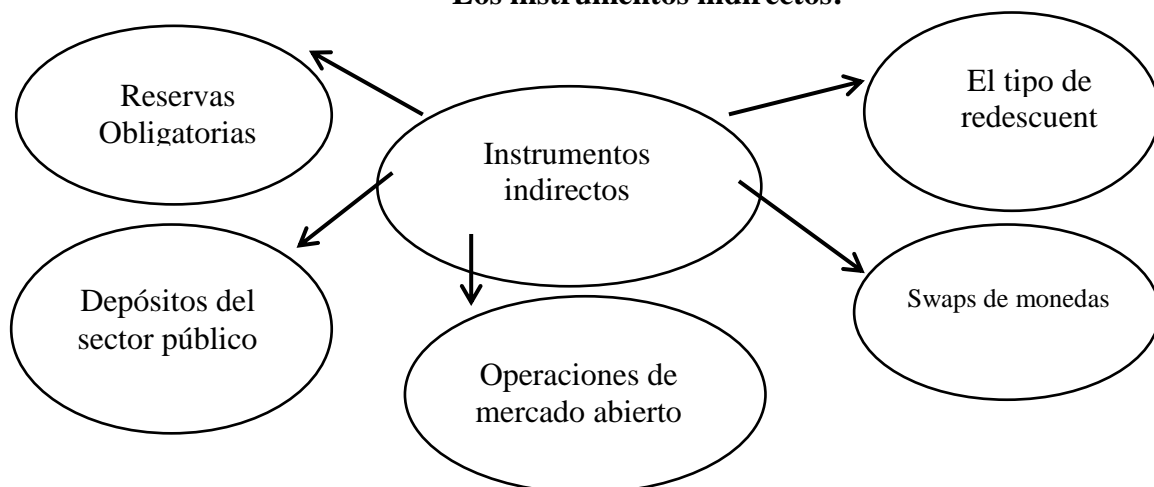 Los instrumentos indirectos:
Reservas
Obligatorias
El tipo de
redescuent
Instrumentos
indirectos
Depósitos del
sector público
Swaps de monedas
Operaciones de
mercado abierto